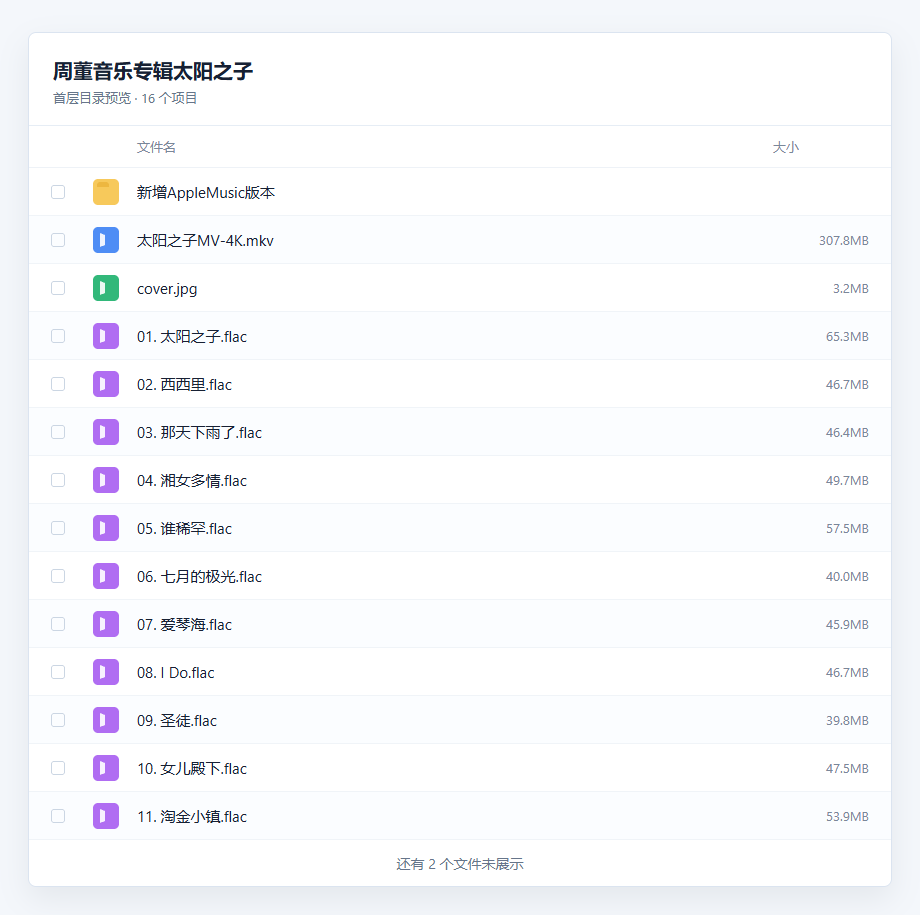 周董音乐专辑太阳之子
首层目录预览 · 16 个项目
文件名 大小
新增AppleMusic版本
太阳之子MV-4K.mkv 307.8MB
cover.jpg 3.2MB
01. 太阳之子.flac 65.3MB
02. 西西里.flac 46.7MB
03. 那天下雨了.flac 46.4MB
04. 湘女多情.flac 49.7MB
05. 谁稀罕.flac 57.5MB
06. 七月的极光.flac 40.0MB
07. 爱琴海.flac 45.9MB
08. I Do.flac 46.7MB
09. 圣徒.flac 39.8MB
10. 女儿殿下.flac 47.5MB
11. 淘金小镇.flac 53.9MB
还有 2 个文件未展示